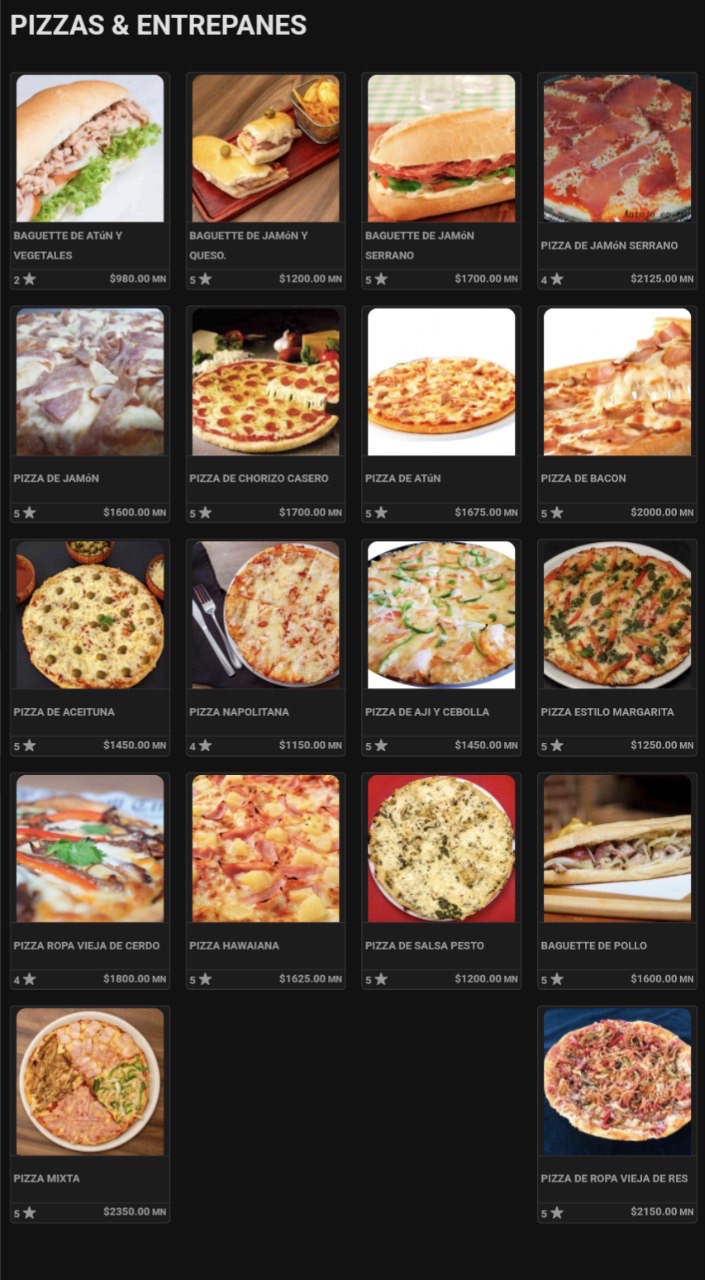 PIZZAS & ENTREPANES
BAGUETTE DE ATúN Y
VEGETALES
2 ★ $980.00 MN
BAGUETTE DE JAMóN Y
QUESO.
5 ★ $1200.00 MN
BAGUETTE DE JAMóN
SERRANO
5 ★ $1700.00 MN
PIZZA DE JAMóN SERRANO
4 ★ $2125.00 MN
PIZZA DE JAMóN
5 ★ $1600.00 MN
PIZZA DE CHORIZO CASERO
5 ★ $1700.00 MN
PIZZA DE ATúN
5 ★ $1675.00 MN
PIZZA DE BACON
5 ★ $2000.00 MN
PIZZA DE ACEITUNA
5 ★ $1450.00 MN
PIZZA NAPOLITANA
4 ★ $1150.00 MN
PIZZA DE AJI Y CEBOLLA
5 ★ $1450.00 MN
PIZZA ESTILO MARGARITA
5 ★ $1250.00 MN
PIZZA ROPA VIEJA DE CERDO
4 ★ $1800.00 MN
PIZZA HAWAIANA
5 ★ $1625.00 MN
PIZZA DE SALSA PESTO
5 ★ $1200.00 MN
BAGUETTE DE POLLO
5 ★ $1600.00 MN
PIZZA MIXTA
5 ★ $2350.00 MN
PIZZA DE ROPA VIEJA DE RES
5 ★ $2150.00 MN